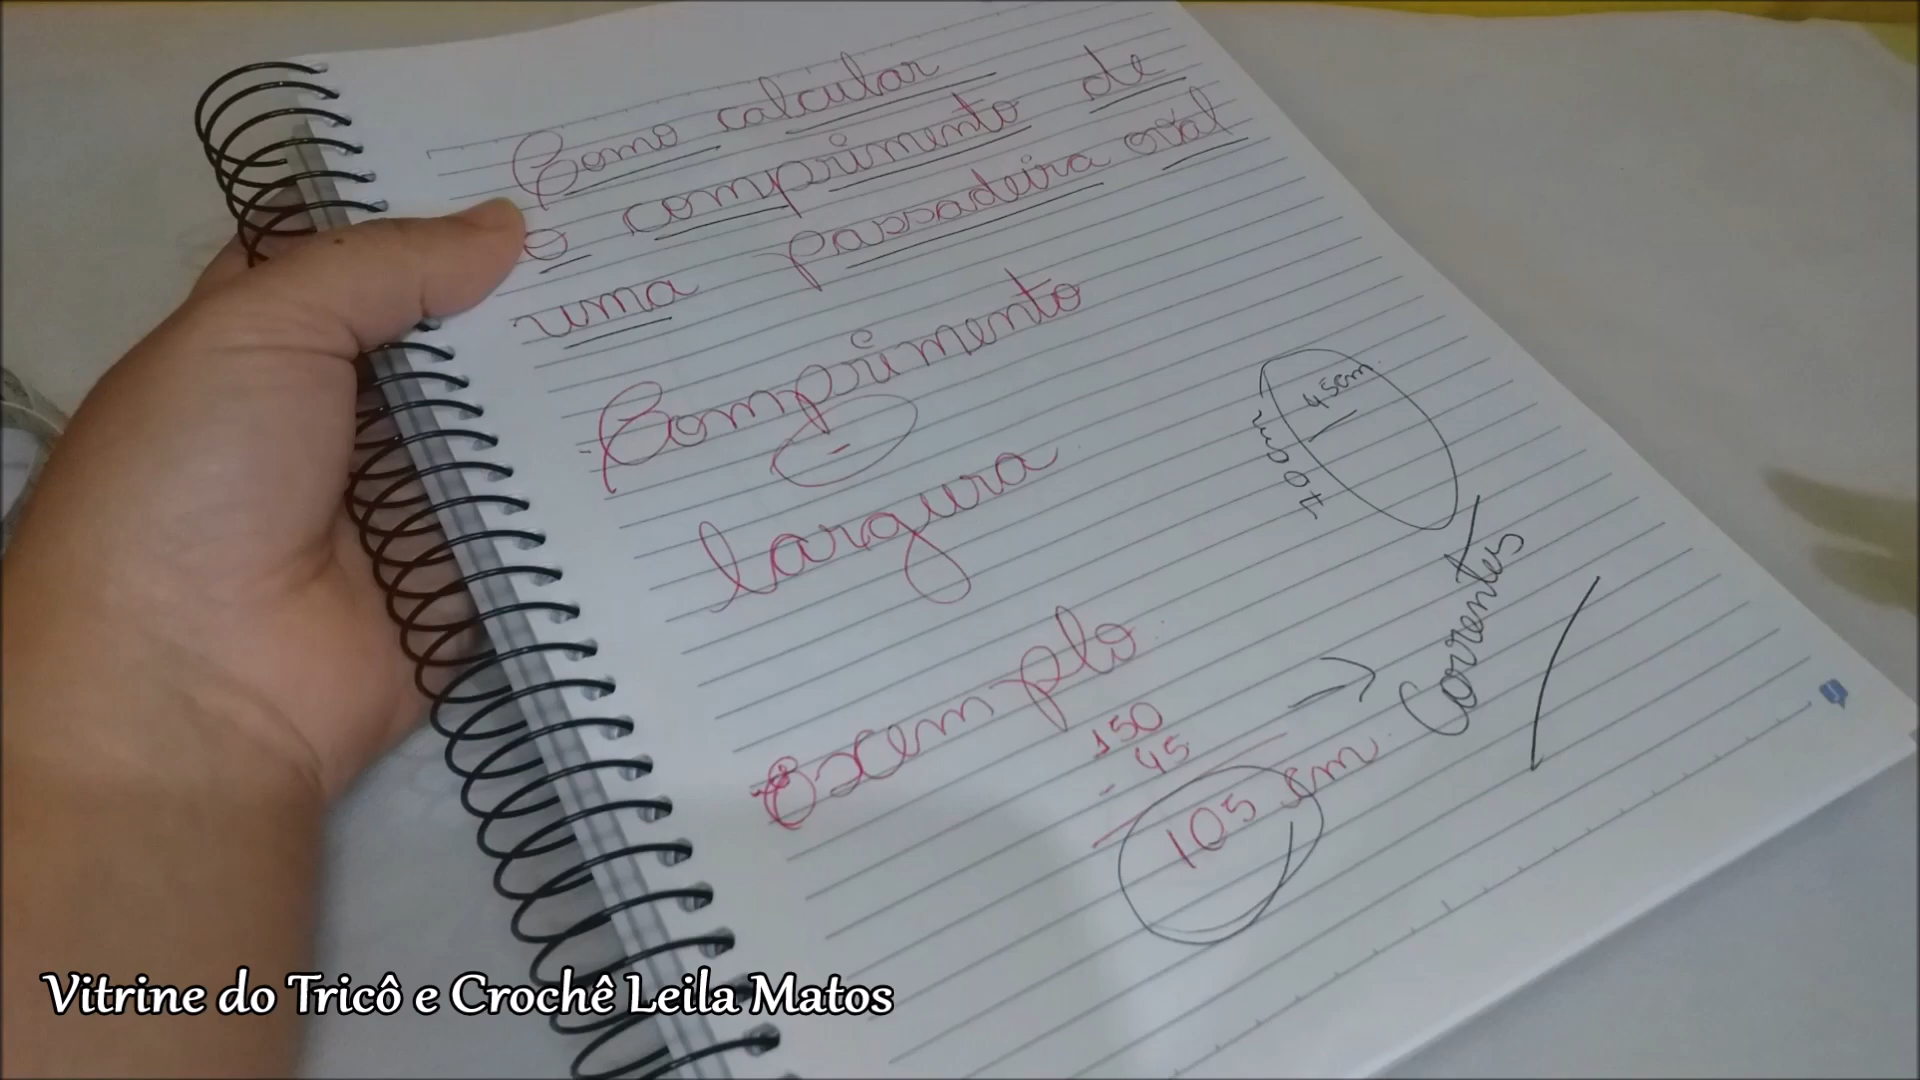 Como calcular
o comprimento de
uma passadeira oval
Comprimento
-
largura
45cm
70cm
exemplo
150
- 45
105 cm
→ Correntes
Vitrine do Tricô e Crochê Leila Matos